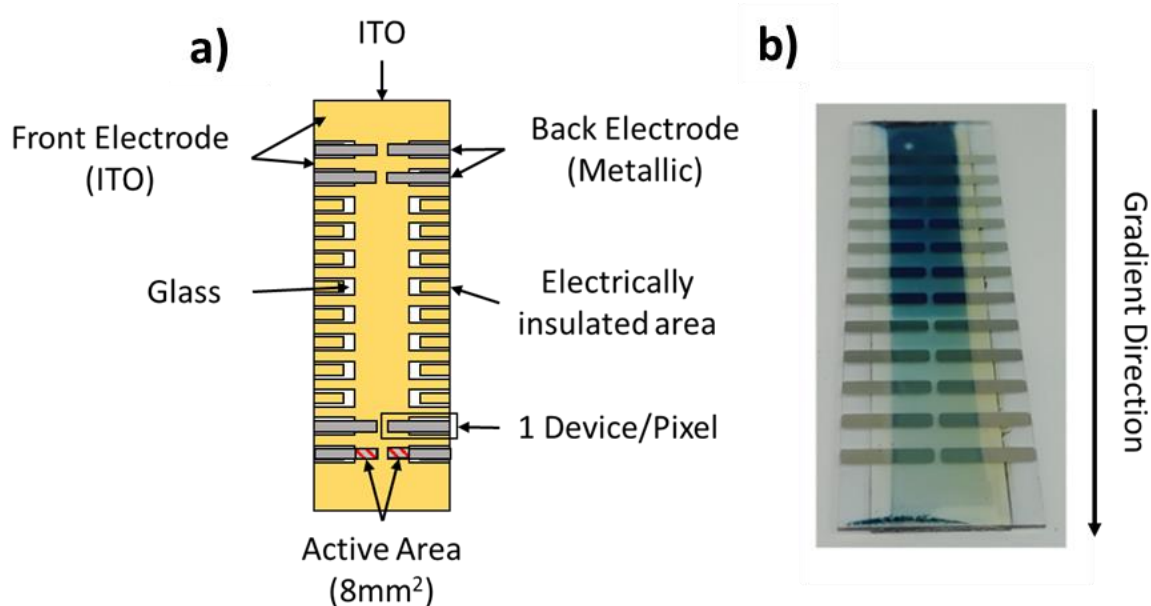 a)
ITO
Front Electrode
(ITO)
Back Electrode
(Metallic)
Glass
Electrically
insulated area
1 Device/Pixel
Active Area
(8mm²)
b)
Gradient Direction